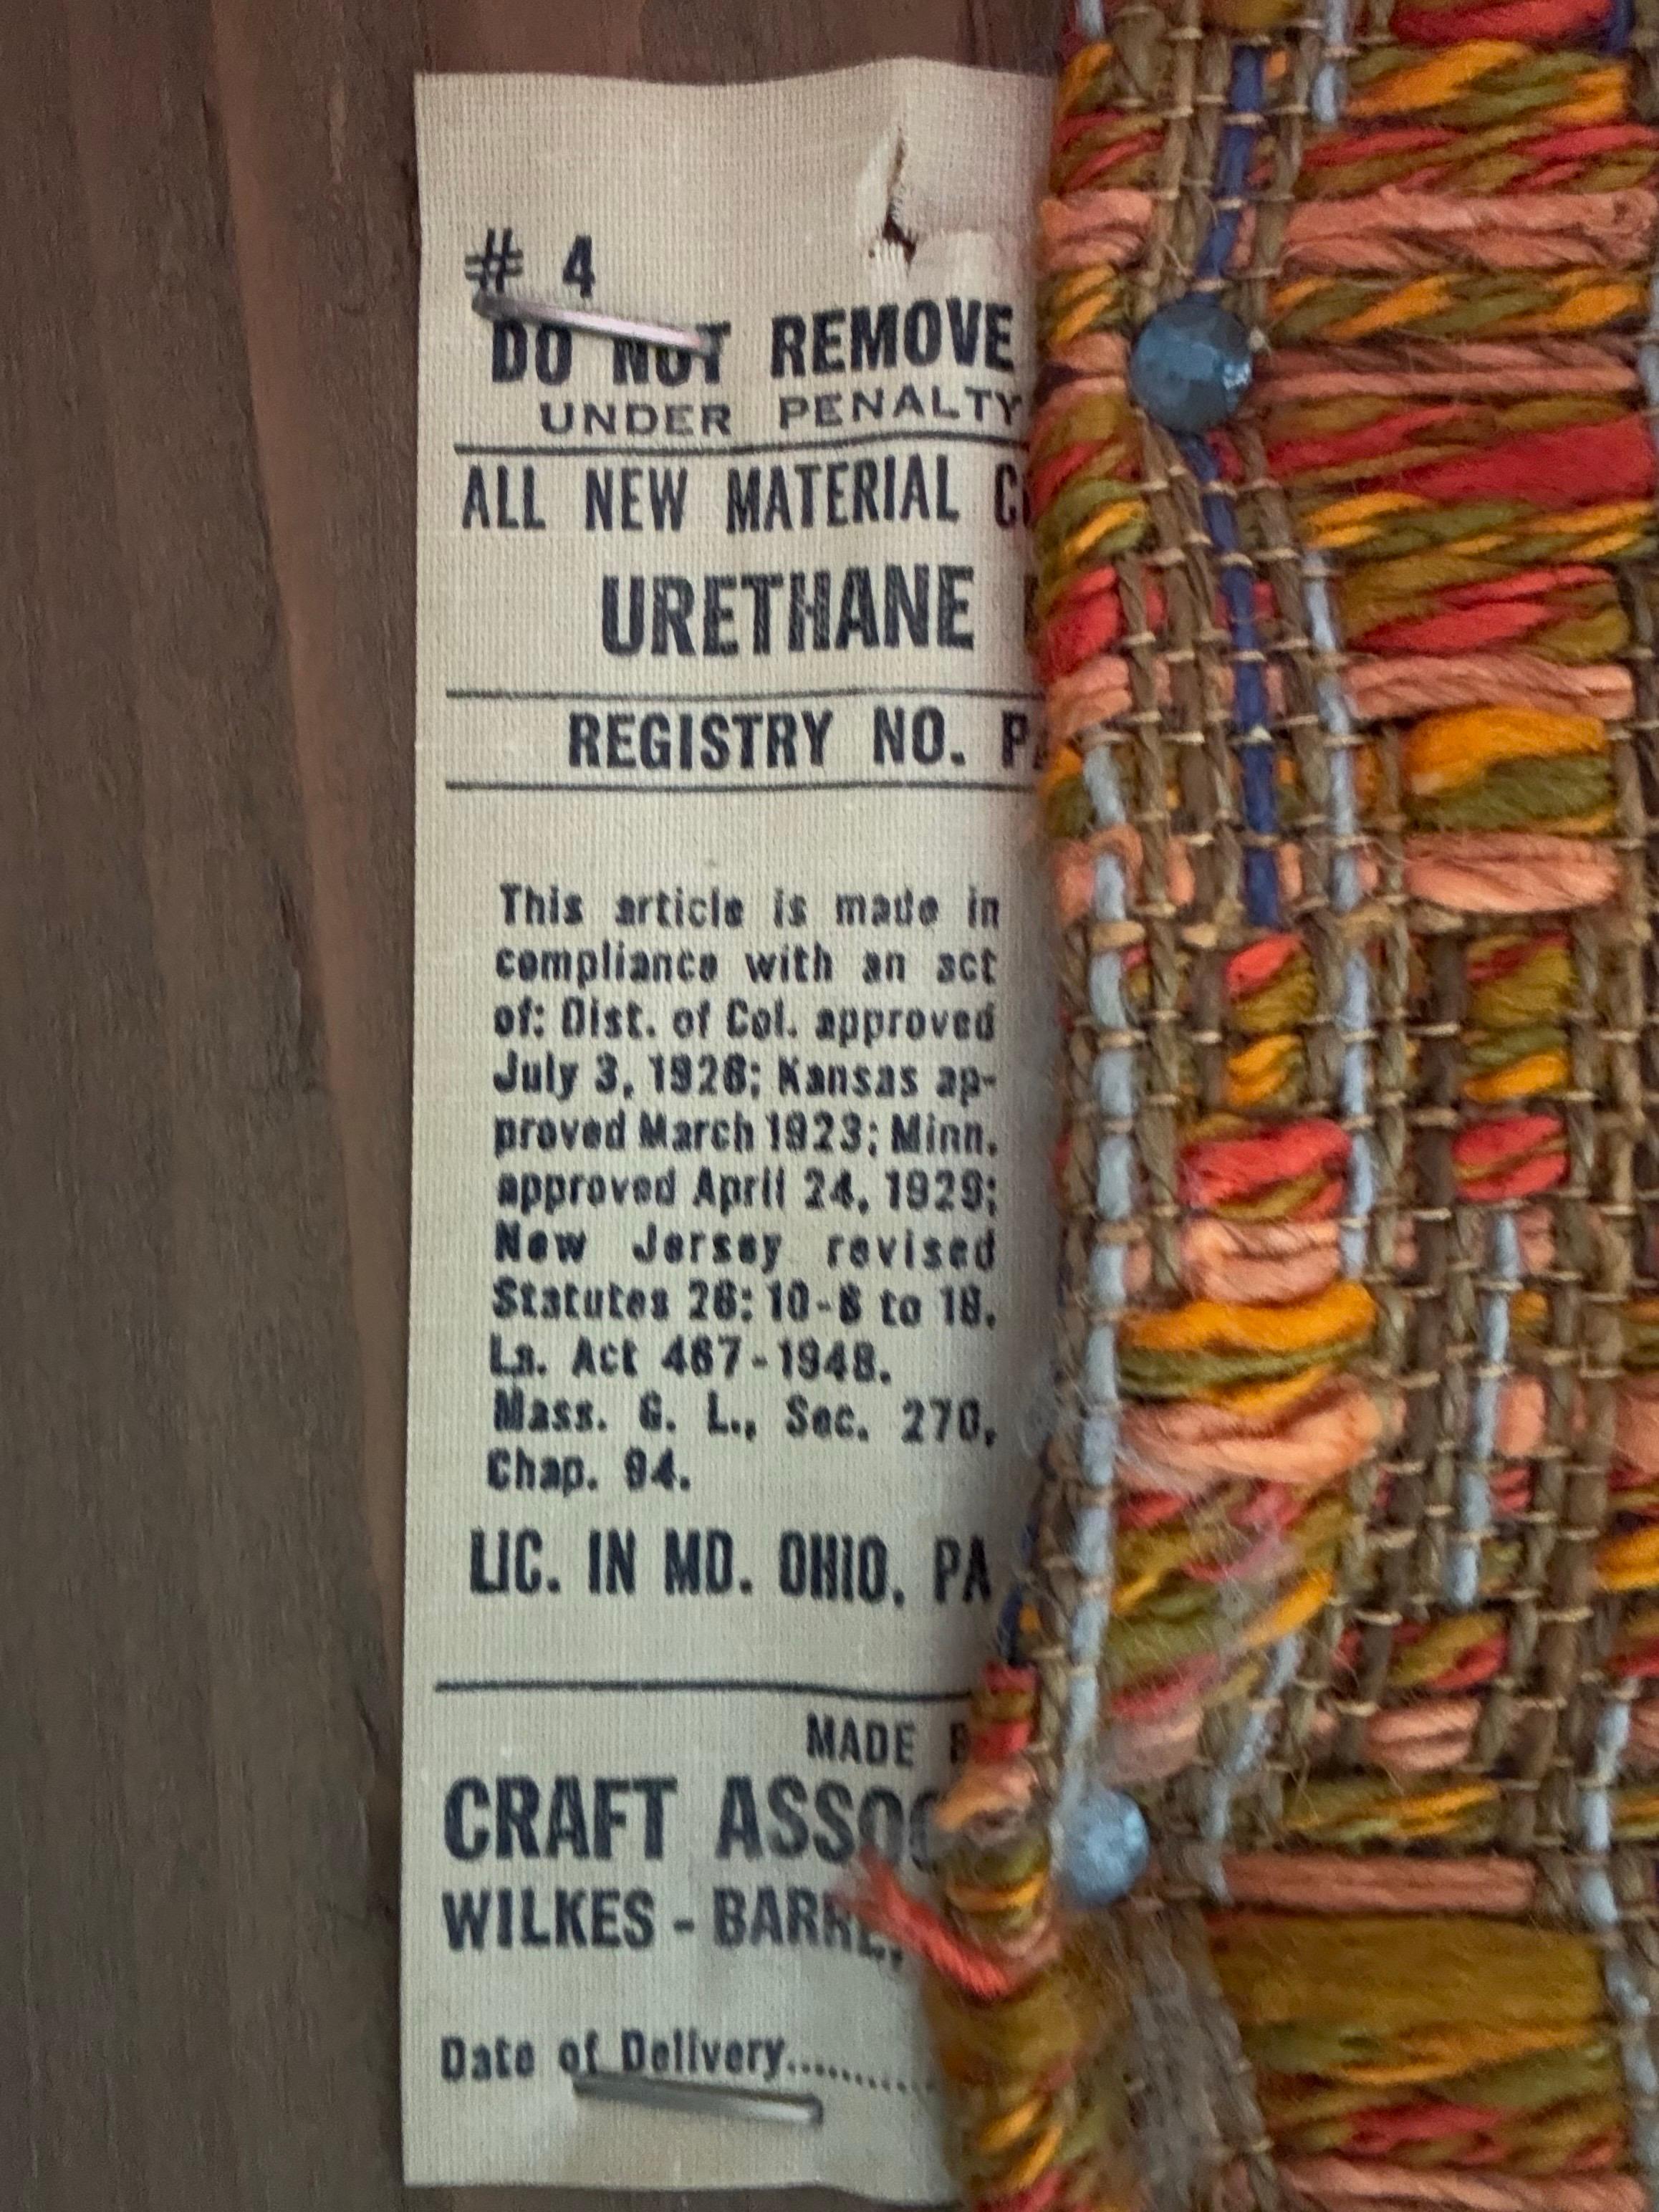 # 4
DO NOT REMOVE
UNDER PENALTY
ALL NEW MATERIAL
URETHANE
REGISTRY NO.
This article is made in
compliance with an act
of: Dist. of Col. approved
July 3, 1926; Kansas ap-
proved March 1923; Minn.
approved April 24, 1929;
New Jersey revised
Statutes 26: 10-6 to 18.
La. Act 467-1948.
Mass. G. L., Sec. 270,
Chap. 94.
LIC. IN MD. OHIO, PA
MADE
CRAFT ASSOC
WILKES - BARRE,
Date of Delivery..........